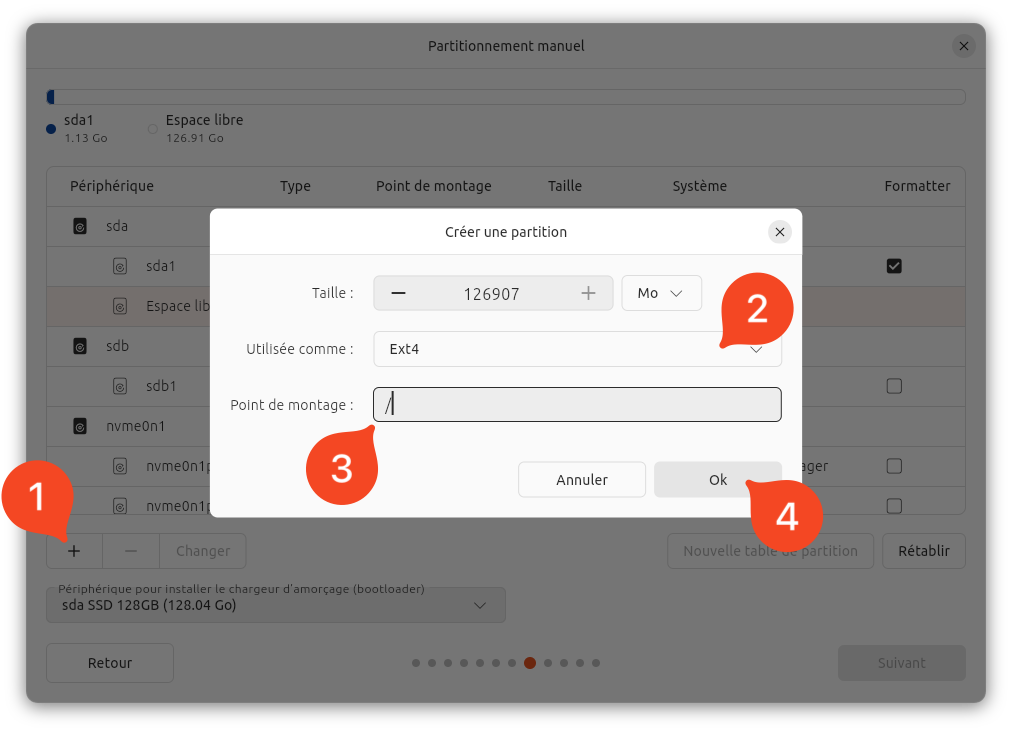 Partitionnement manuel
sda1
1.13 Go
Espace libre
126.91 Go
Périphérique Type Point de montage Taille Système Formatter
sda
Créer une partition
sda1
Taille : 126907 Mo
2
Espace lib
sdb
Utilisée comme : Ext4
sdb1
Point de montage : /
nvme0n1
3
nvme0n1p
ager
Annuler Ok
1
4
nvme0n1p
+ − Changer
Nouvelle table de partition Rétablir
Périphérique pour installer le chargeur d'amorçage (bootloader)
sda SSD 128GB (128.04 Go)
Retour Suivant